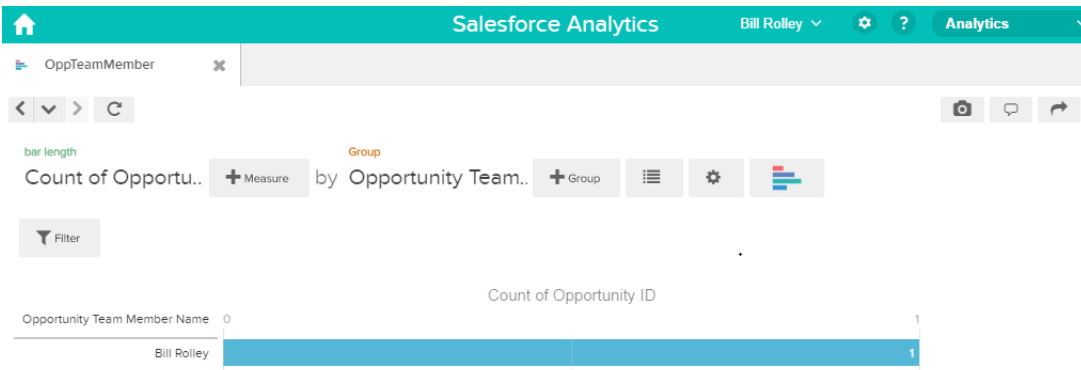 Salesforce Analytics Bill Rolley ? Analytics
OppTeamMember
bar length Group
Count of Opportu.. Measure by Opportunity Team.. Group
Filter
Count of Opportunity ID
Opportunity Team Member Name 0 1
Bill Rolley 1